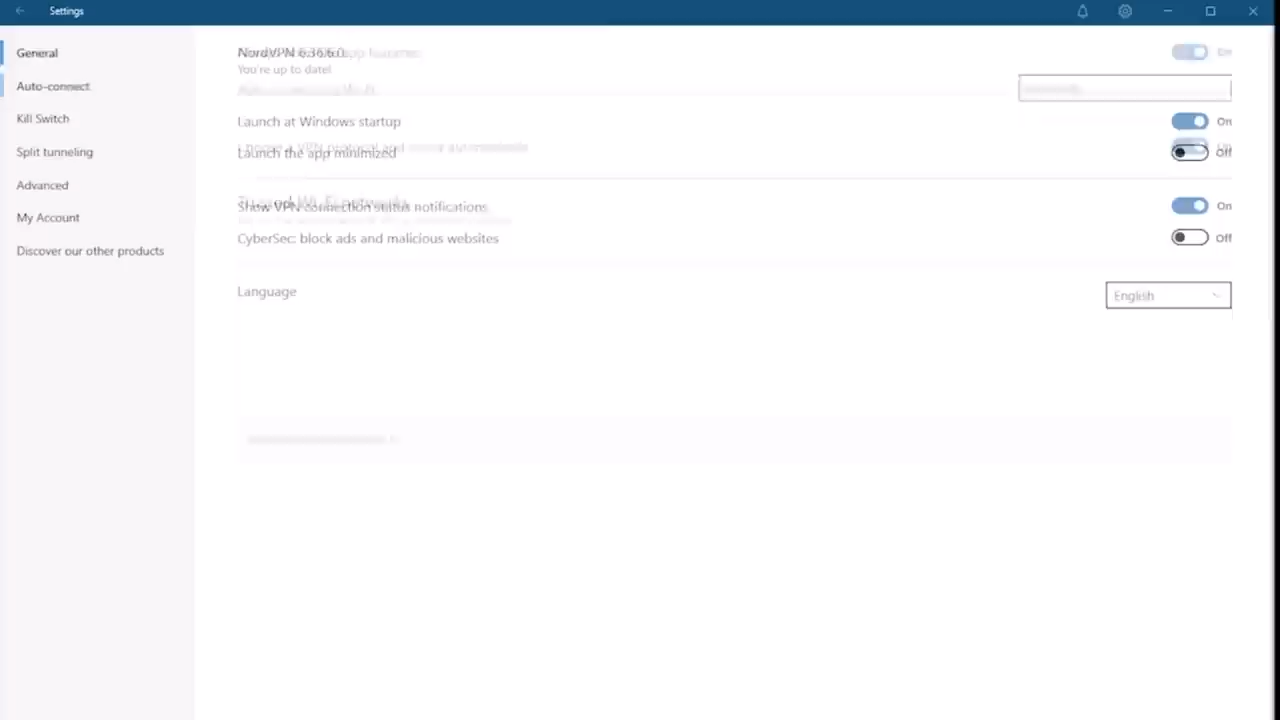 Settings
General
Auto-connect
Kill Switch
Split tunneling
Advanced
My Account
Discover our other products
NordVPN 6.36.6.0
You're up to date!
Launch at Windows startup
On
Launch the app minimized
Off
Show VPN connection status notifications
On
CyberSec: block ads and malicious websites
Off
Language
English